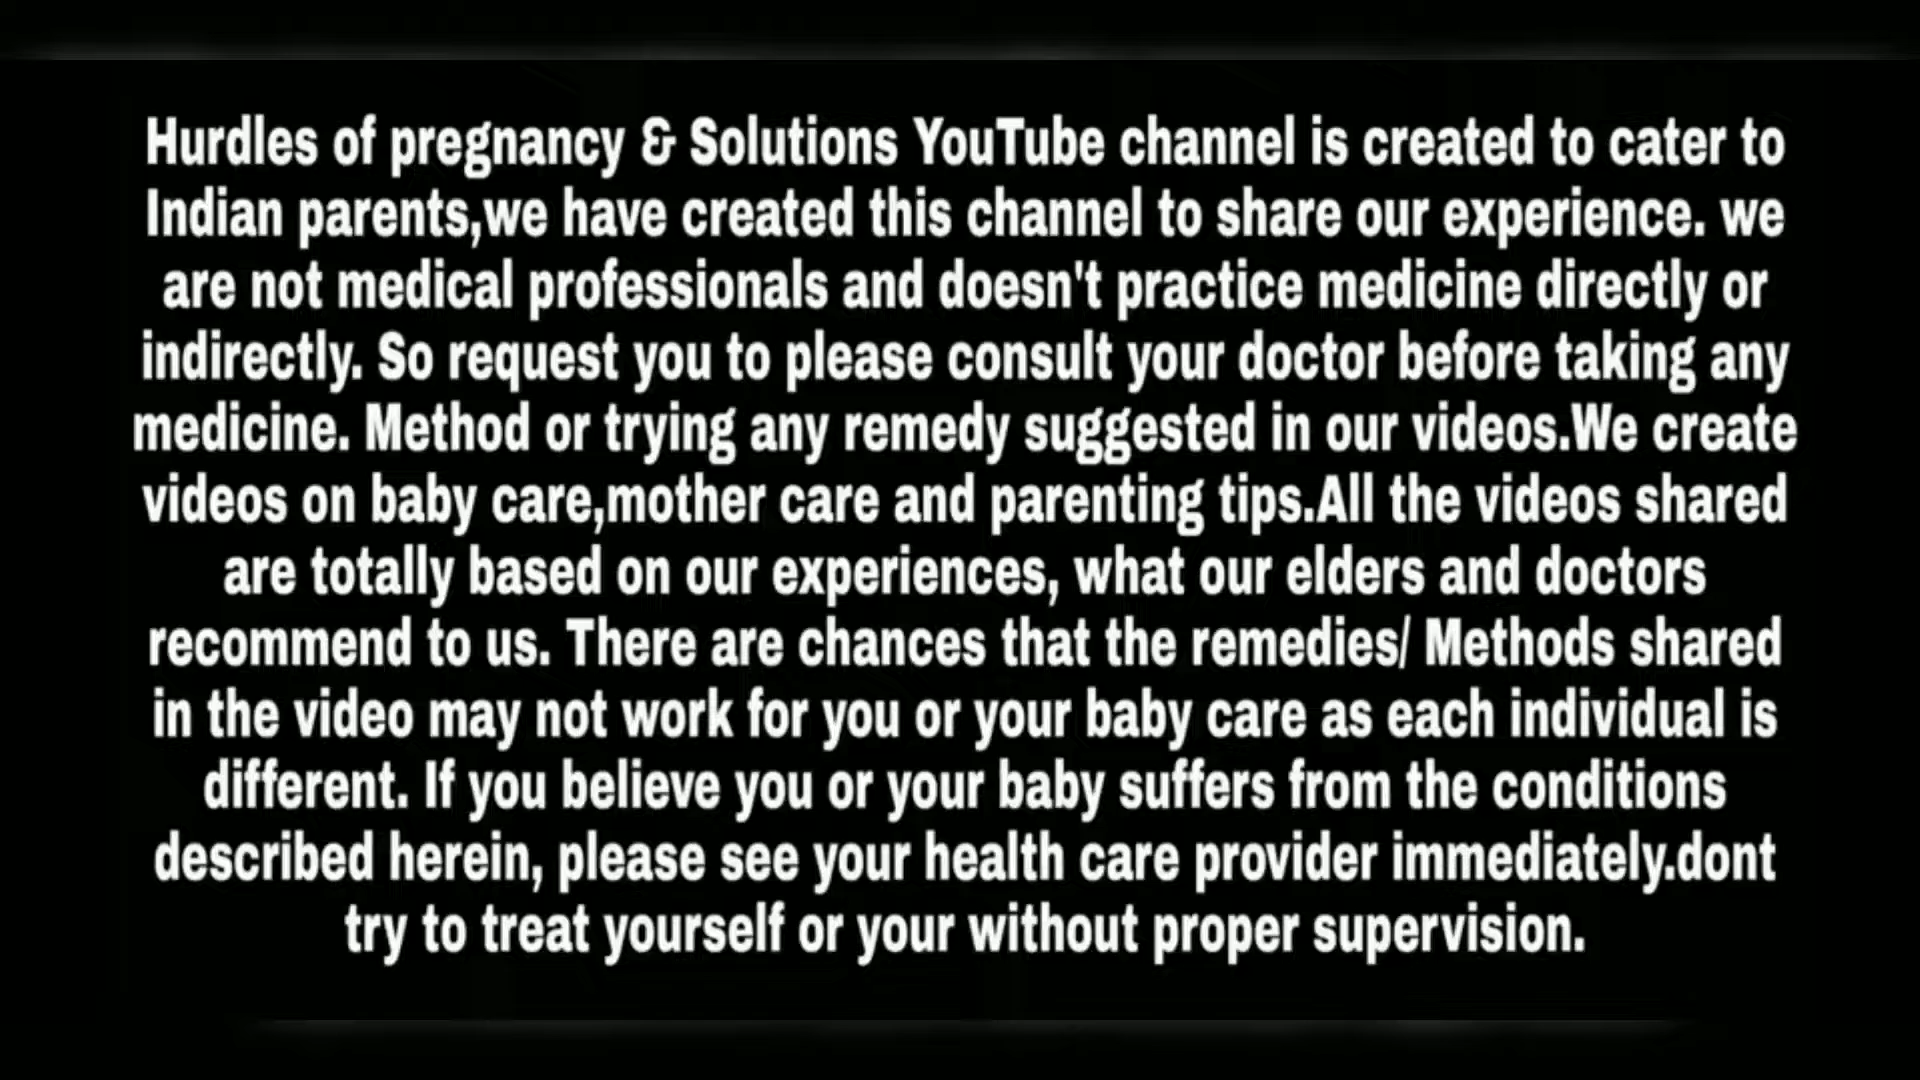 Hurdles of pregnancy & Solutions YouTube channel is created to cater to
Indian parents,we have created this channel to share our experience. we
are not medical professionals and doesn't practice medicine directly or
indirectly. So request you to please consult your doctor before taking any
medicine. Method or trying any remedy suggested in our videos.We create
videos on baby care,mother care and parenting tips.All the videos shared
are totally based on our experiences, what our elders and doctors
recommend to us. There are chances that the remedies/ Methods shared
in the video may not work for you or your baby care as each individual is
different. If you believe you or your baby suffers from the conditions
described herein, please see your health care provider immediately.dont
try to treat yourself or your without proper supervision.